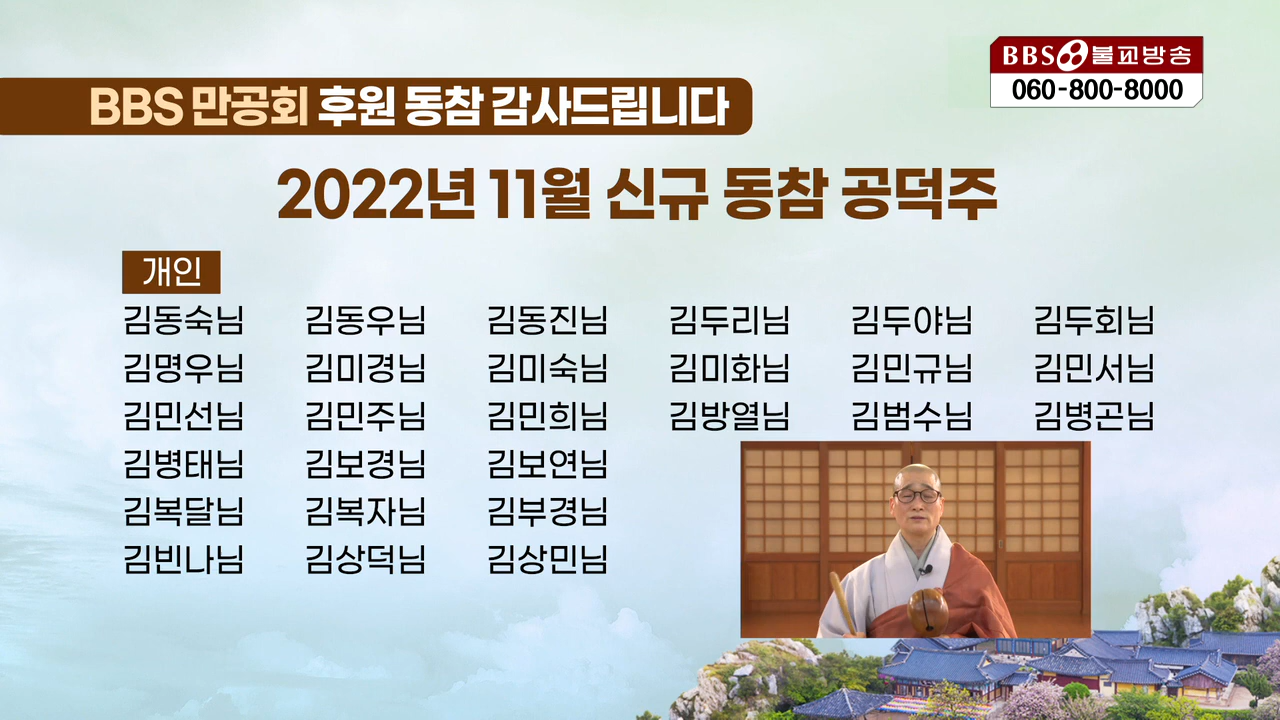 BBS 불교방송
060-800-8000
BBS 만공회 후원 동참 감사드립니다
2022년 11월 신규 동참 공덕주
개인
김동숙님 김동우님 김동진님 김두리님 김두야님 김두회님
김명우님 김미경님 김미숙님 김미화님 김민규님 김민서님
김민선님 김민주님 김민희님 김방열님 김범수님 김병곤님
김병태님 김보경님 김보연님
김복달님 김복자님 김부경님
김빈나님 김상덕님 김상민님